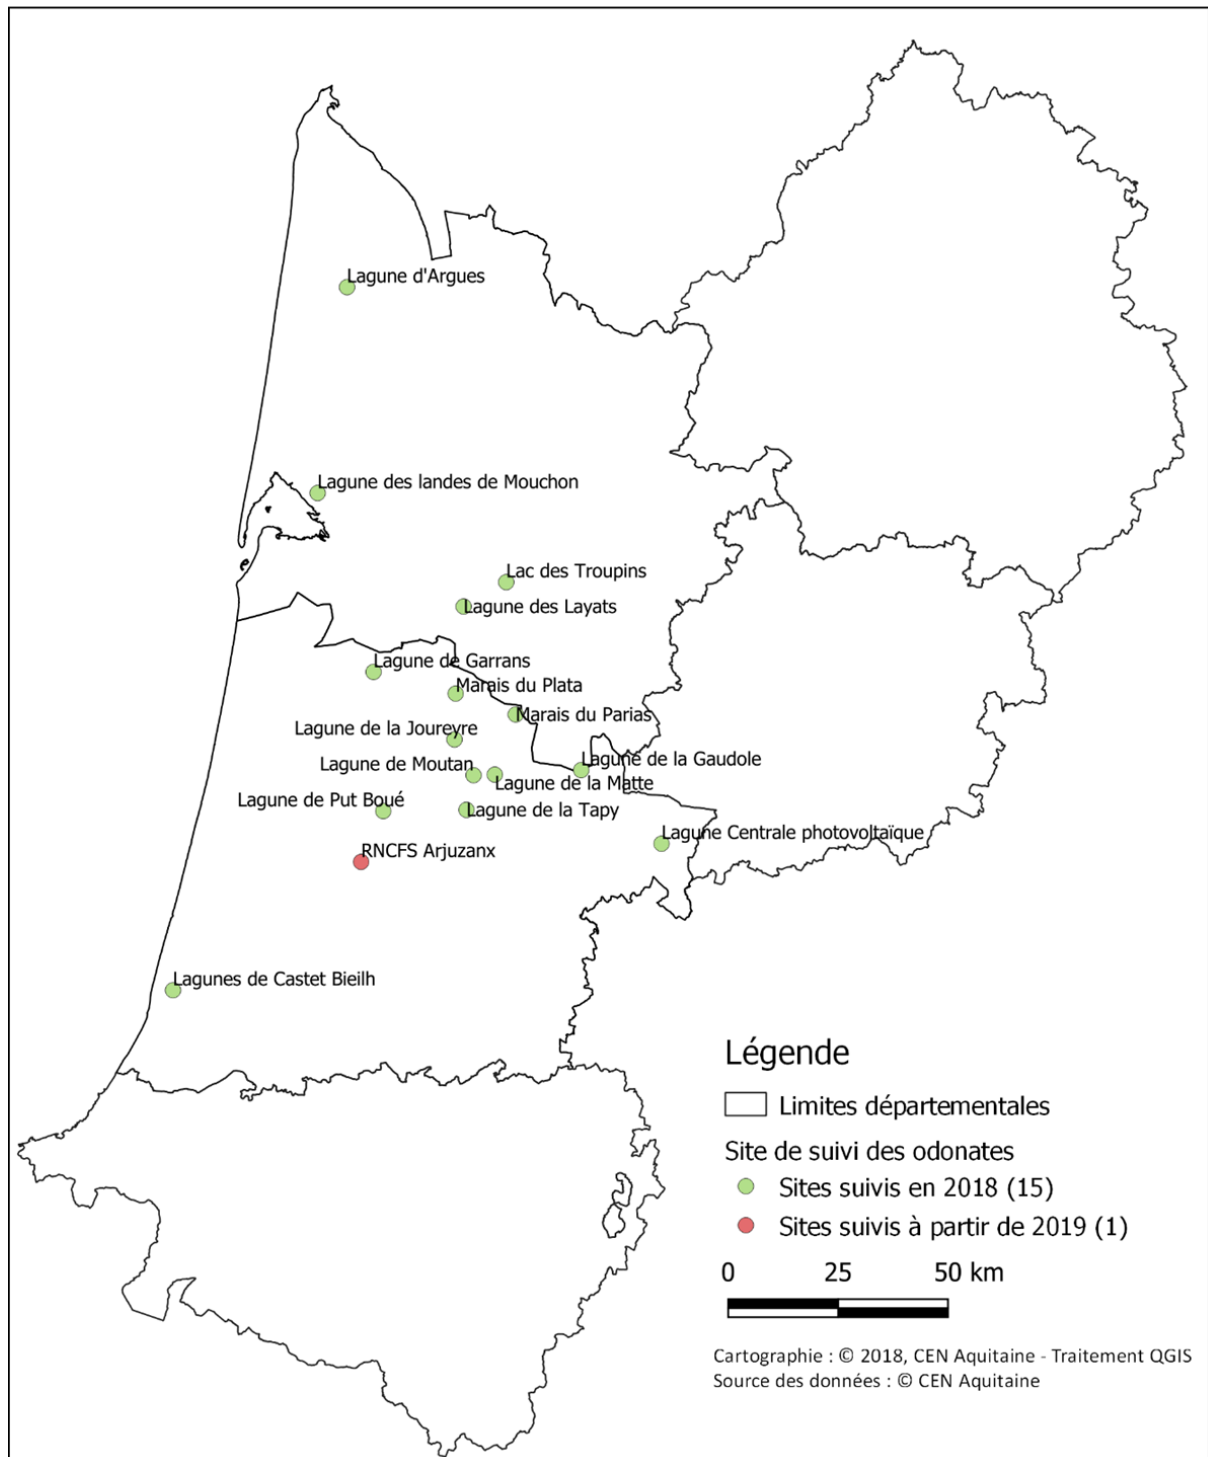 Lagune d'Argues
Lagune des landes de Mouchon
Lac des Troupins
Lagune des Layats
Lagune de Garrans
Marais du Plata
Marais du Parias
Lagune de la Joureyre
Lagune de la Gaudole
Lagune de Moutan
Lagune de la Matte
Lagune de Put Boué
Lagune de la Tapy
Lagune Centrale photovoltaïque
RNCFS Arjuzanx
Lagunes de Castet Bieilh
Légende
Limites départementales
Site de suivi des odonates
Sites suivis en 2018 (15)
Sites suivis à partir de 2019 (1)
0 25 50 km
Cartographie : © 2018, CEN Aquitaine - Traitement QGIS
Source des données : © CEN Aquitaine